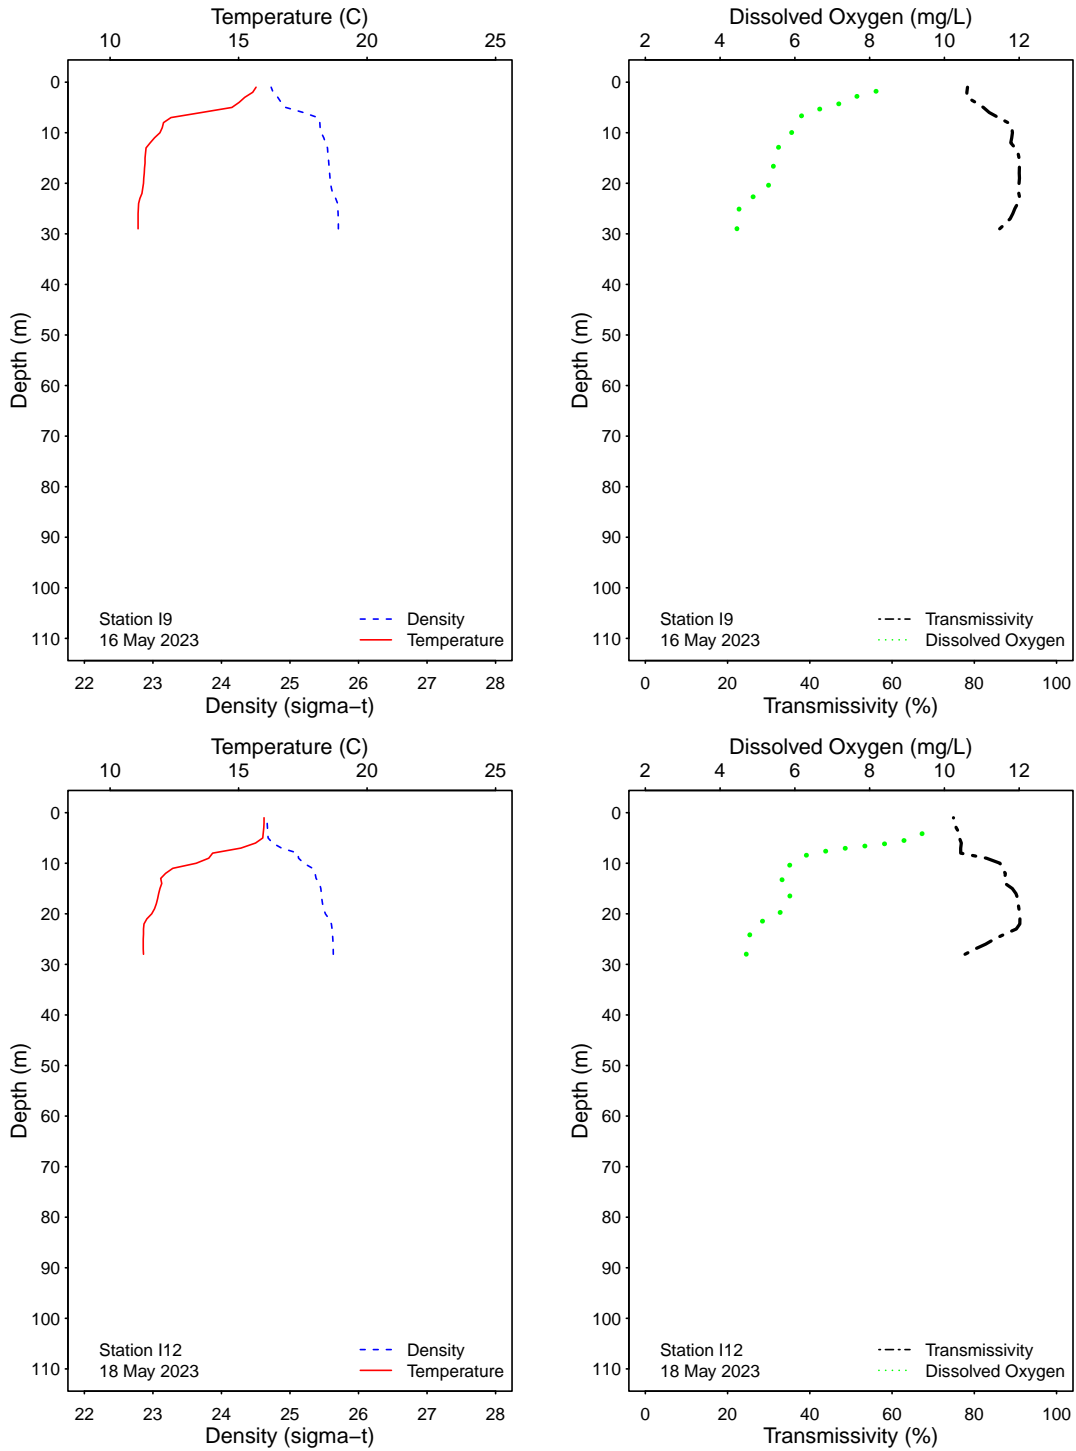 Temperature (C)
10 15 20 25
0
10
20
30
40
50
60
70
80
90
100
110
Depth (m)
Station I9
16 May 2023
Density
Temperature
22 23 24 25 26 27 28
Density (sigma−t)
Dissolved Oxygen (mg/L)
2 4 6 8 10 12
0
10
20
30
40
50
60
70
80
90
100
110
Depth (m)
Station I9
16 May 2023
Transmissivity
Dissolved Oxygen
0 20 40 60 80 100
Transmissivity (%)
Temperature (C)
10 15 20 25
0
10
20
30
40
50
60
70
80
90
100
110
Depth (m)
Station I12
18 May 2023
Density
Temperature
22 23 24 25 26 27 28
Density (sigma−t)
Dissolved Oxygen (mg/L)
2 4 6 8 10 12
0
10
20
30
40
50
60
70
80
90
100
110
Depth (m)
Station I12
18 May 2023
Transmissivity
Dissolved Oxygen
0 20 40 60 80 100
Transmissivity (%)